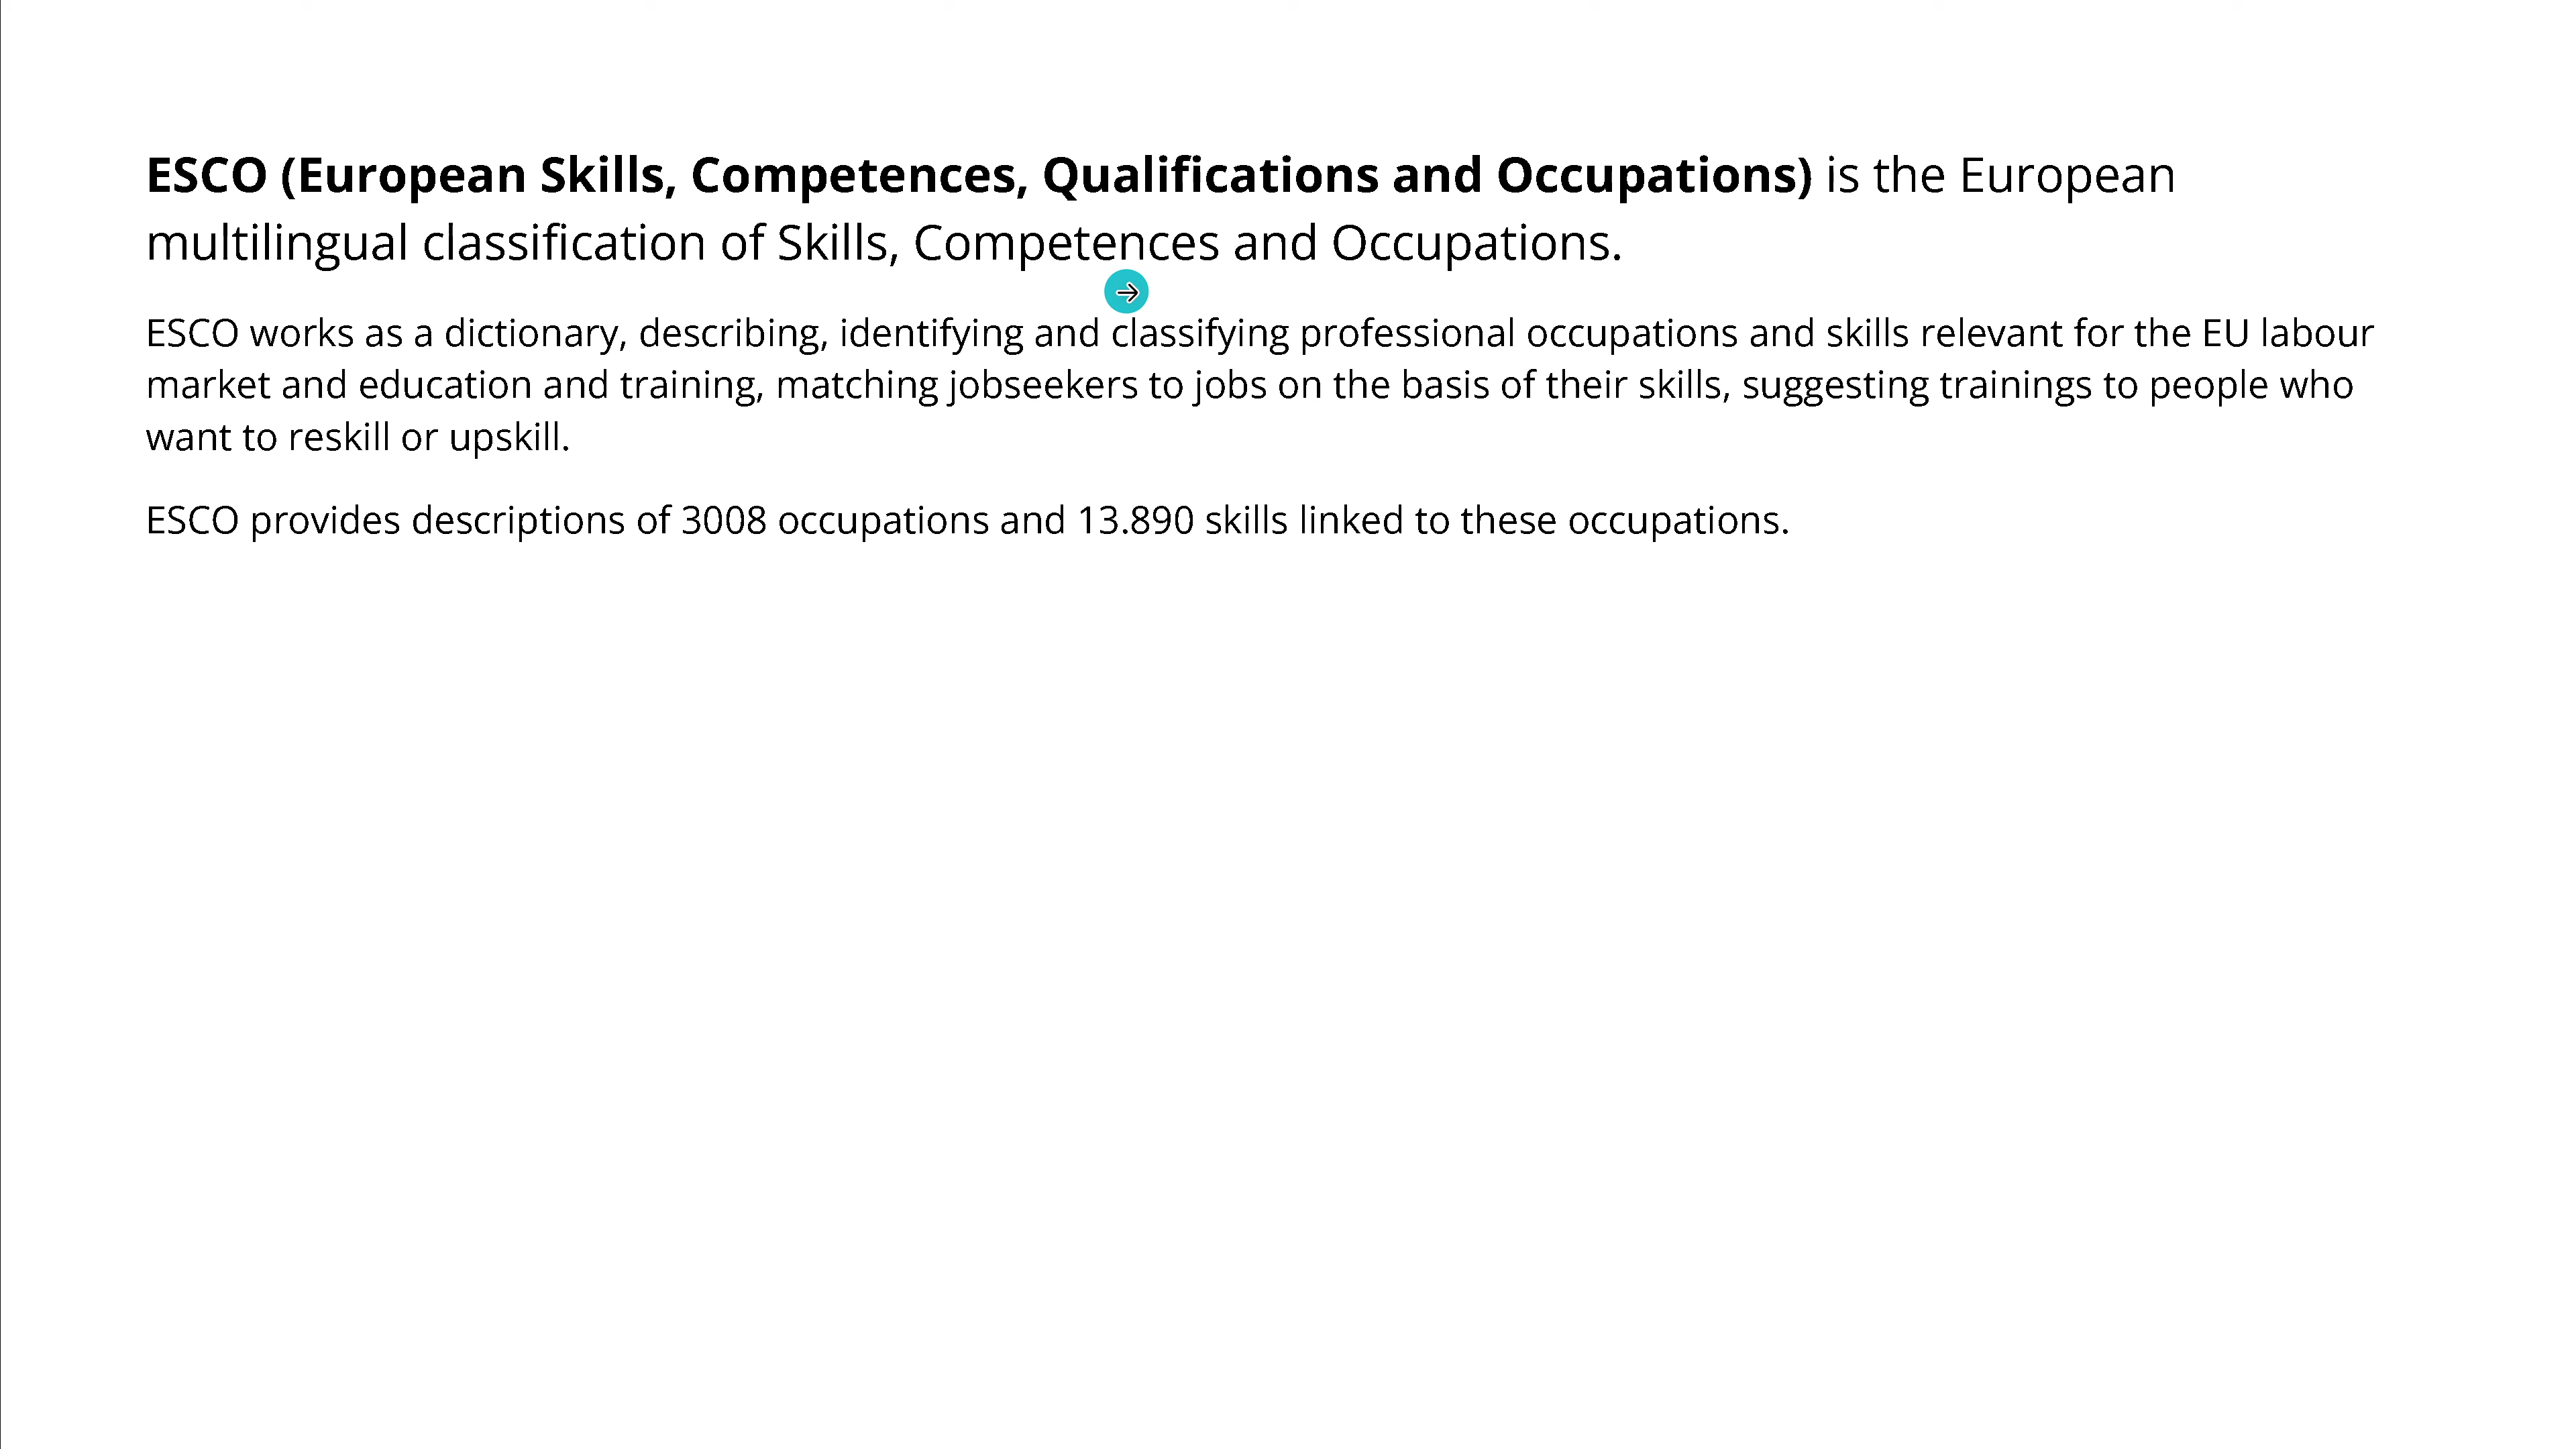 ESCO (European Skills, Competences, Qualifications and Occupations) is the European
multilingual classification of Skills, Competences and Occupations.
ESCO works as a dictionary, describing, identifying and classifying professional occupations and skills relevant for the EU labour
market and education and training, matching jobseekers to jobs on the basis of their skills, suggesting trainings to people who
want to reskill or upskill.
ESCO provides descriptions of 3008 occupations and 13.890 skills linked to these occupations.